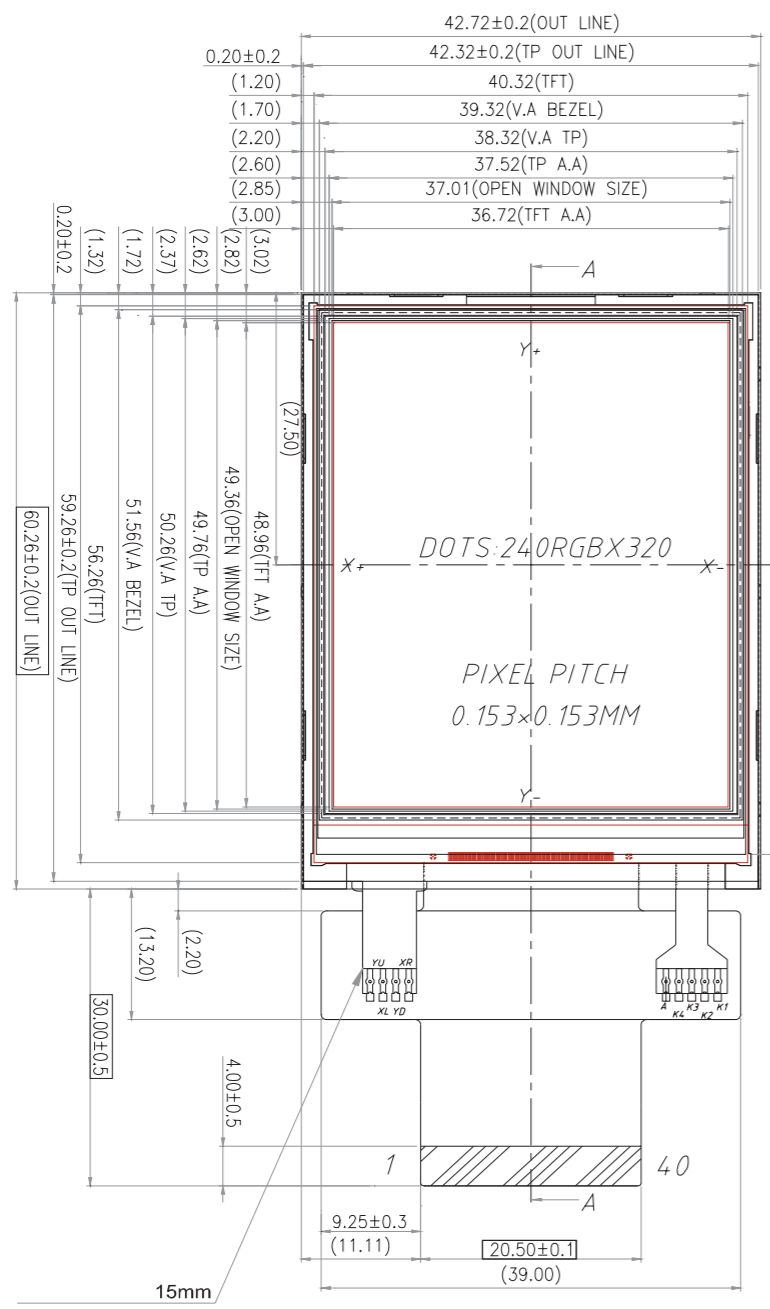 42.72±0.2(OUT LINE)
0.20±0.2
42.32±0.2(TP OUT LINE)
(1.20)
40.32(TFT)
(1.70)
39.32(V.A BEZEL)
(2.20)
38.32(V.A TP)
(2.60)
37.52(TP A.A)
(2.85)
37.01(OPEN WINDOW SIZE)
(3.00)
36.72(TFT A.A)
0.20±0.2
(1.32)
(1.72)
(2.37)
(2.62)
(2.82)
(3.02)
A
Y+
(27.50)
60.26±0.2(OUT LINE)
59.26±0.2(TP OUT LINE)
56.26(TFT)
51.56(V.A BEZEL)
50.26(V.A TP)
49.76(TP A.A)
49.36(OPEN WINDOW SIZE)
48.96(TFT A.A)
DOTS:240RGBX320
X+
X-
PIXEL PITCH
0.153×0.153MM
Y-
(13.20)
(2.20)
YU XR
XL YD
A K3 K1
K4 K2
30.00±0.5
4.00±0.5
1
40
A
9.25±0.3
(11.11)
20.50±0.1
(39.00)
15mm